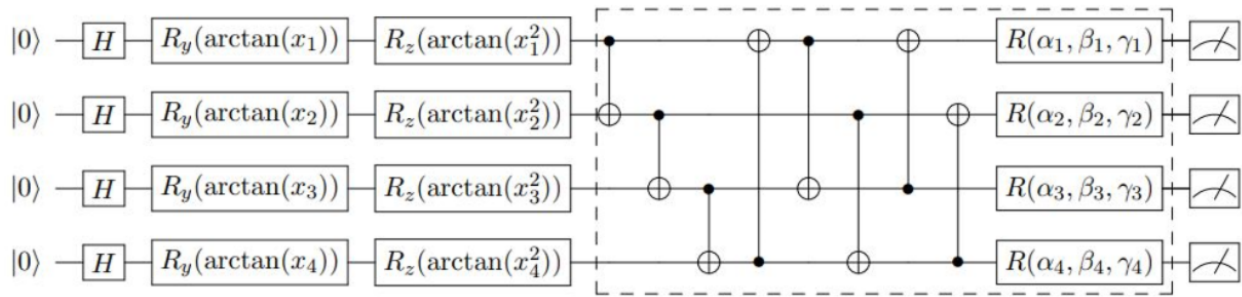 |0⟩ H R_y(arctan(x_1)) R_z(arctan(x_1^2)) R(α_1, β_1, γ_1)
|0⟩ H R_y(arctan(x_2)) R_z(arctan(x_2^2)) R(α_2, β_2, γ_2)
|0⟩ H R_y(arctan(x_3)) R_z(arctan(x_3^2)) R(α_3, β_3, γ_3)
|0⟩ H R_y(arctan(x_4)) R_z(arctan(x_4^2)) R(α_4, β_4, γ_4)